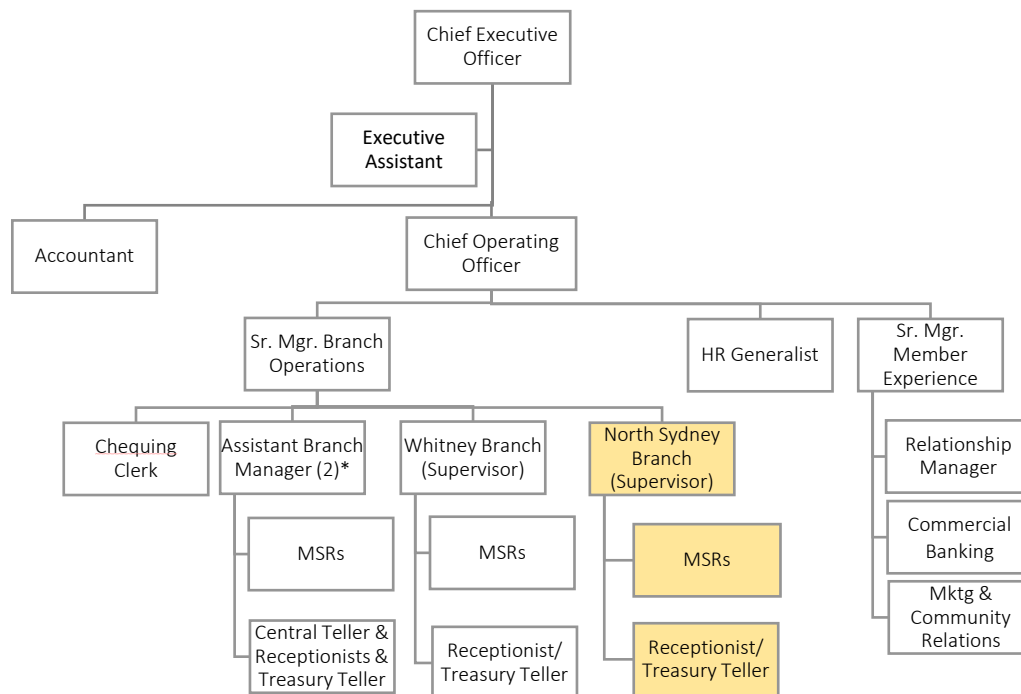 Chief Executive
Officer
Executive
Assistant
Accountant
Chief Operating
Officer
Sr. Mgr. Branch
Operations
HR Generalist
Sr. Mgr.
Member
Experience
Chequing
Clerk
Assistant Branch
Manager (2)*
Whitney Branch
(Supervisor)
North Sydney
Branch
(Supervisor)
Relationship
Manager
MSRs
MSRs
MSRs
Commercial
Banking
Central Teller &
Receptionists &
Treasury Teller
Receptionist/
Treasury Teller
Receptionist/
Treasury Teller
Mktg &
Community
Relations